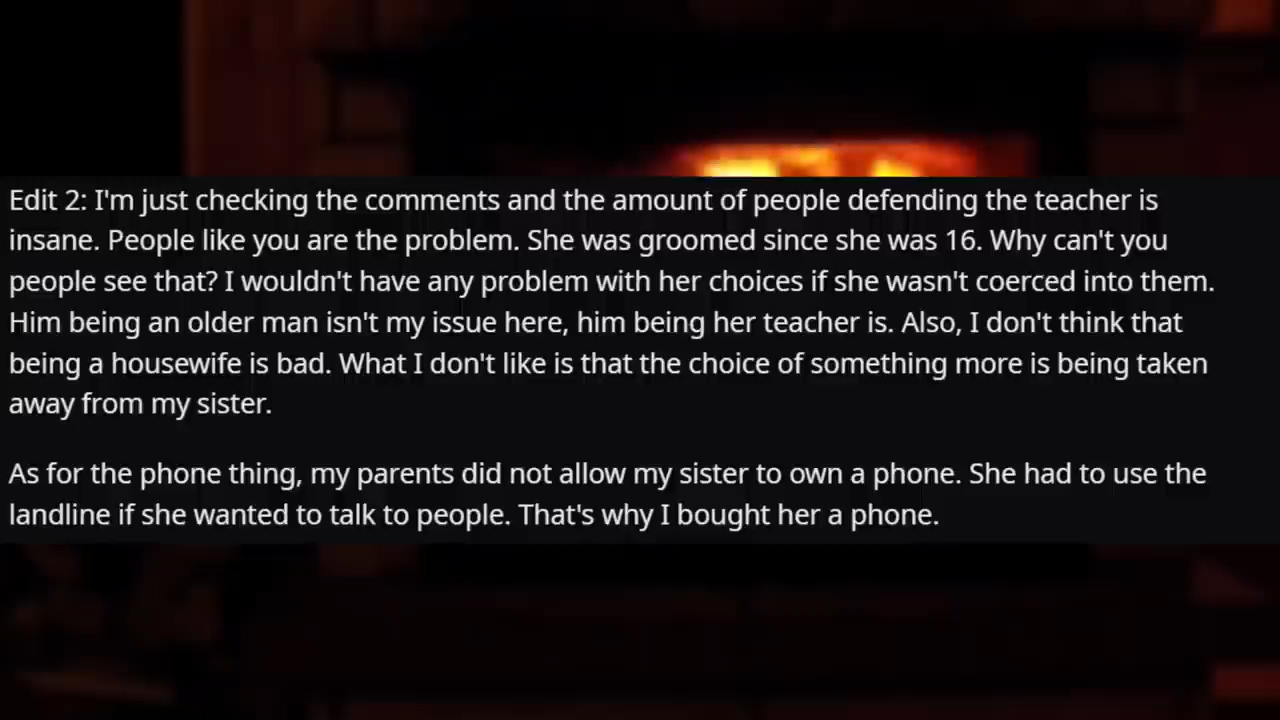 Edit 2: I'm just checking the comments and the amount of people defending the teacher is
insane. People like you are the problem. She was groomed since she was 16. Why can't you
people see that? I wouldn't have any problem with her choices if she wasn't coerced into them.
Him being an older man isn't my issue here, him being her teacher is. Also, I don't think that
being a housewife is bad. What I don't like is that the choice of something more is being taken
away from my sister.
As for the phone thing, my parents did not allow my sister to own a phone. She had to use the
landline if she wanted to talk to people. That's why I bought her a phone.